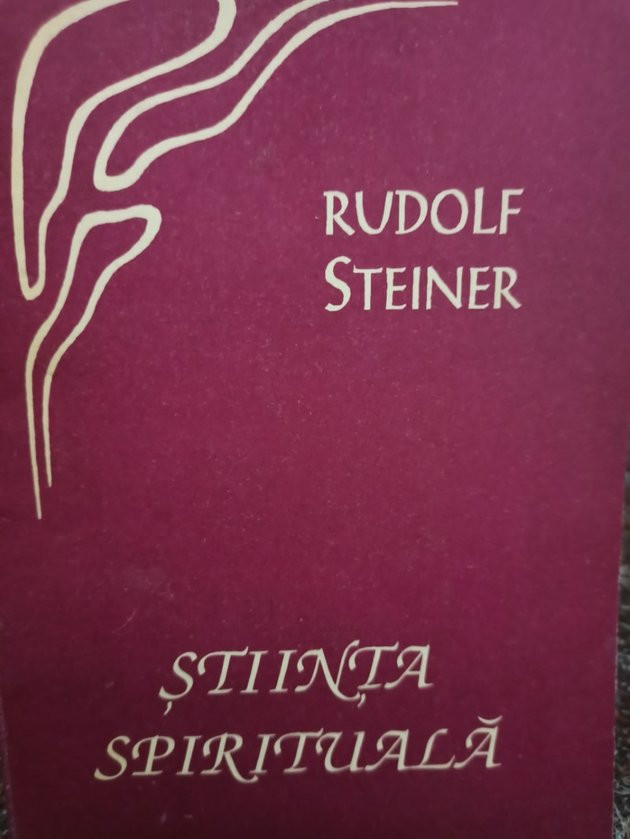 RUDOLF
STEINER
ȘTIINȚA
SPIRITUALĂ